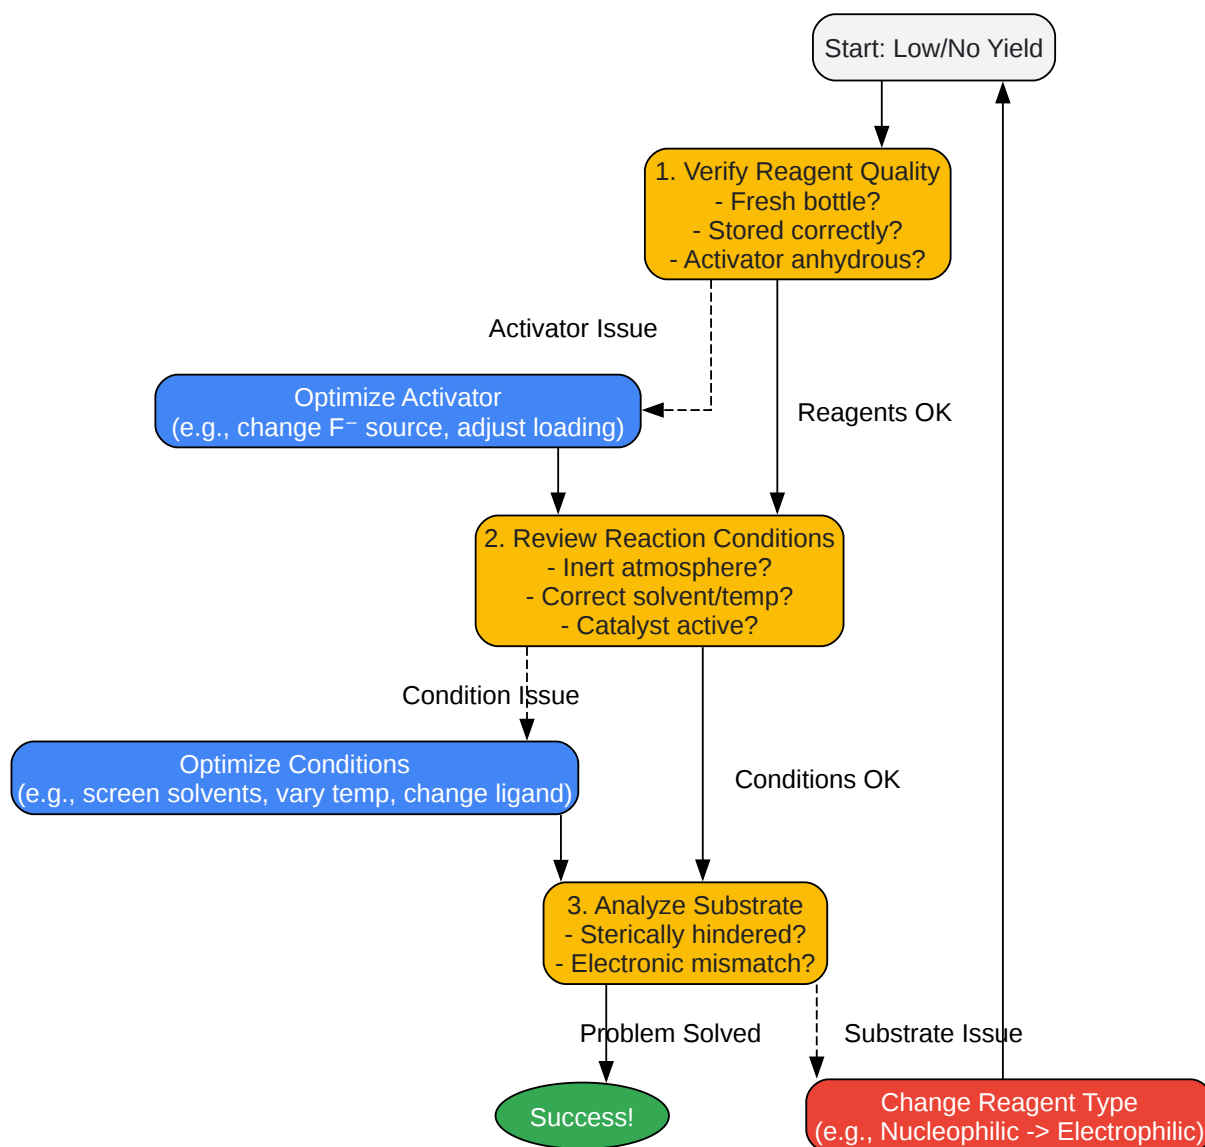 Start: Low/No Yield
1. Verify Reagent Quality
- Fresh bottle?
- Stored correctly?
- Activator anhydrous?
Activator Issue
Optimize Activator
(e.g., change F⁻ source, adjust loading)
Reagents OK
2. Review Reaction Conditions
- Inert atmosphere?
- Correct solvent/temp?
- Catalyst active?
Condition Issue
Optimize Conditions
(e.g., screen solvents, vary temp, change ligand)
Conditions OK
3. Analyze Substrate
- Sterically hindered?
- Electronic mismatch?
Problem Solved
Substrate Issue
Success!
Change Reagent Type
(e.g., Nucleophilic -> Electrophilic)